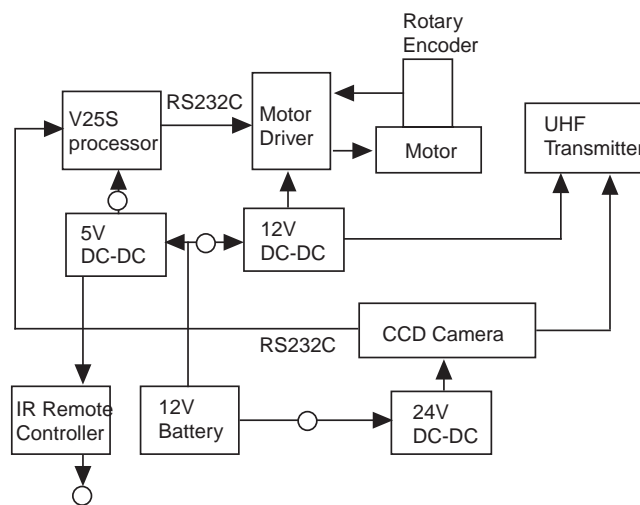 Rotary
Encoder
V25S
processor
RS232C
Motor
Driver
Motor
UHF
Transmitter
5V
DC-DC
12V
DC-DC
RS232C
CCD Camera
IR Remote
Controller
12V
Battery
24V
DC-DC